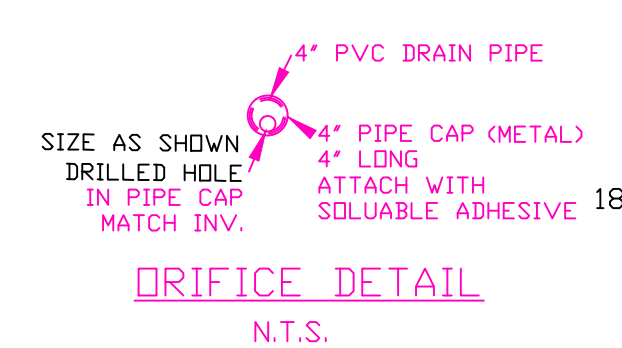 4" PVC DRAIN PIPE
SIZE AS SHOWN
DRILLED HOLE
IN PIPE CAP
MATCH INV.
4" PIPE CAP (METAL)
4" LONG
ATTACH WITH
SOLUABLE ADHESIVE
18
ORIFICE DETAIL
N.T.S.